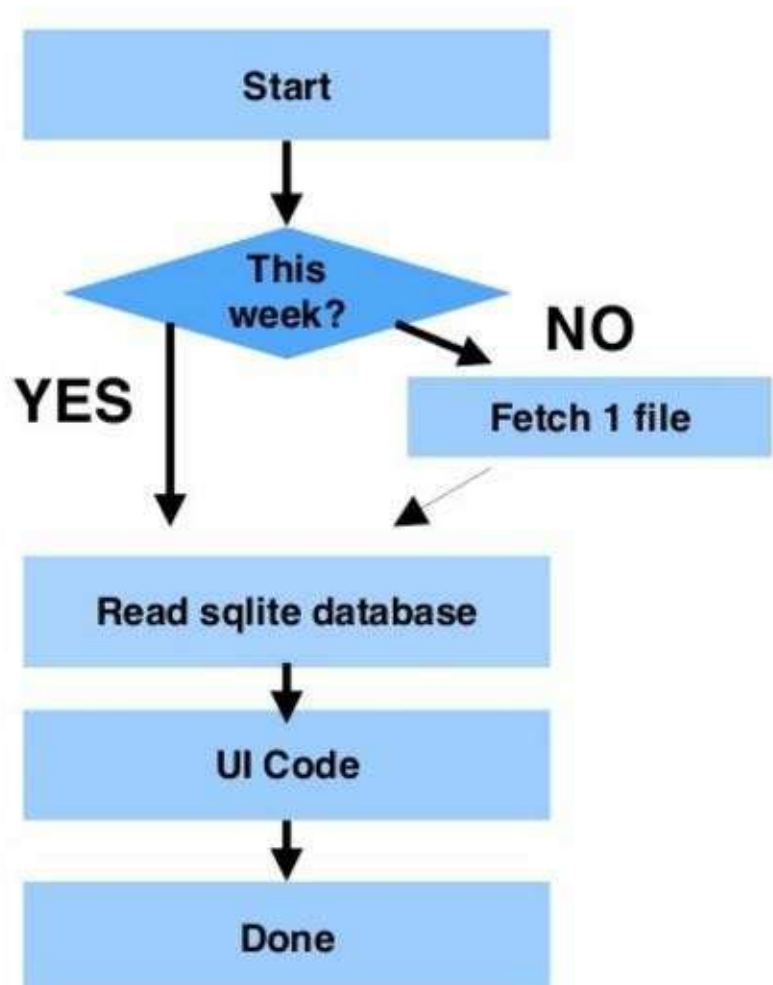 Start
This
week?
NO
YES
Fetch 1 file
Read sqlite database
UI Code
Done